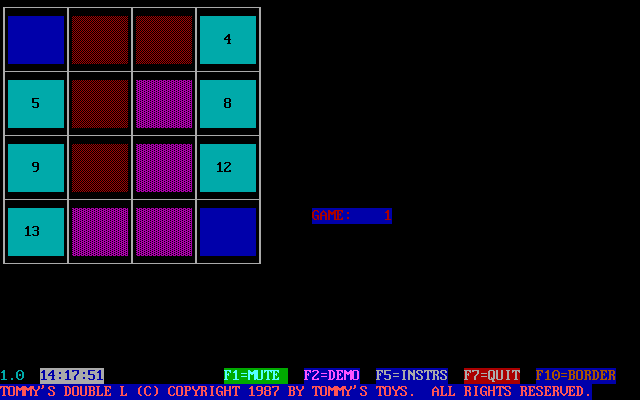 4
5 8
9 12
13
GAME: 1
1.0 14:17:51 F1=MUTE F2=DEMO F5=INSTRS F7=QUIT F10=BORDER
TOMMY'S DOUBLE L (C) COPYRIGHT 1987 BY TOMMY'S TOYS. ALL RIGHTS RESERVED.